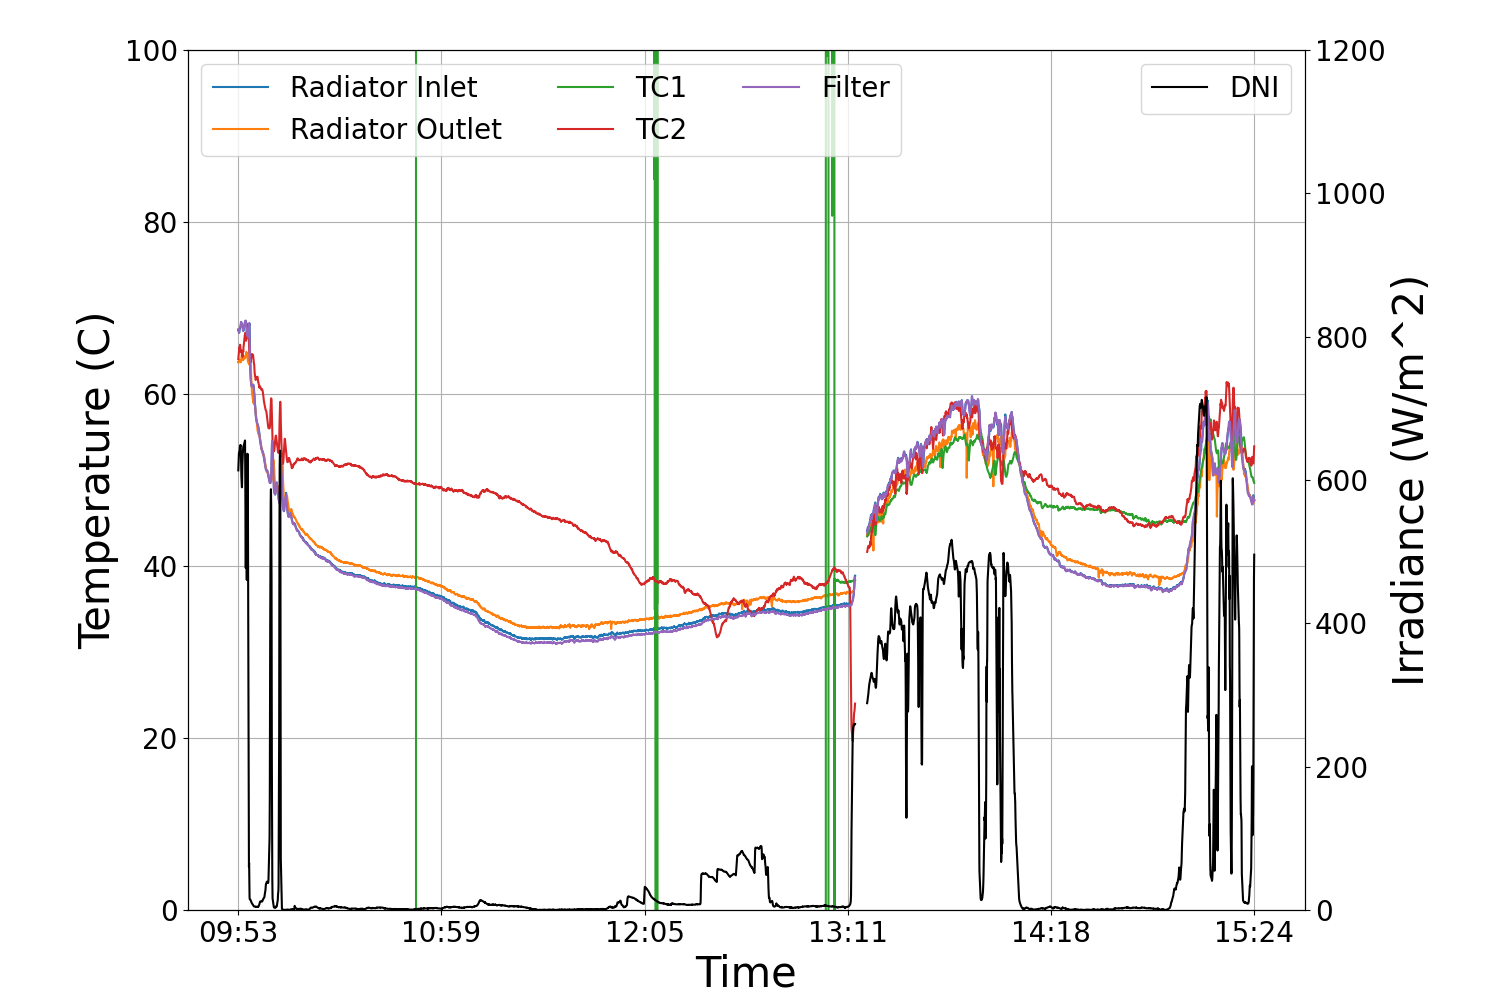 Radiator Inlet
Radiator Outlet
TC1
TC2
Filter
DNI
100
80
60
40
20
0
Temperature (C)
1200
1000
800
600
400
200
0
Irradiance (W/m^2)
09:53
10:59
12:05
13:11
14:18
15:24
Time